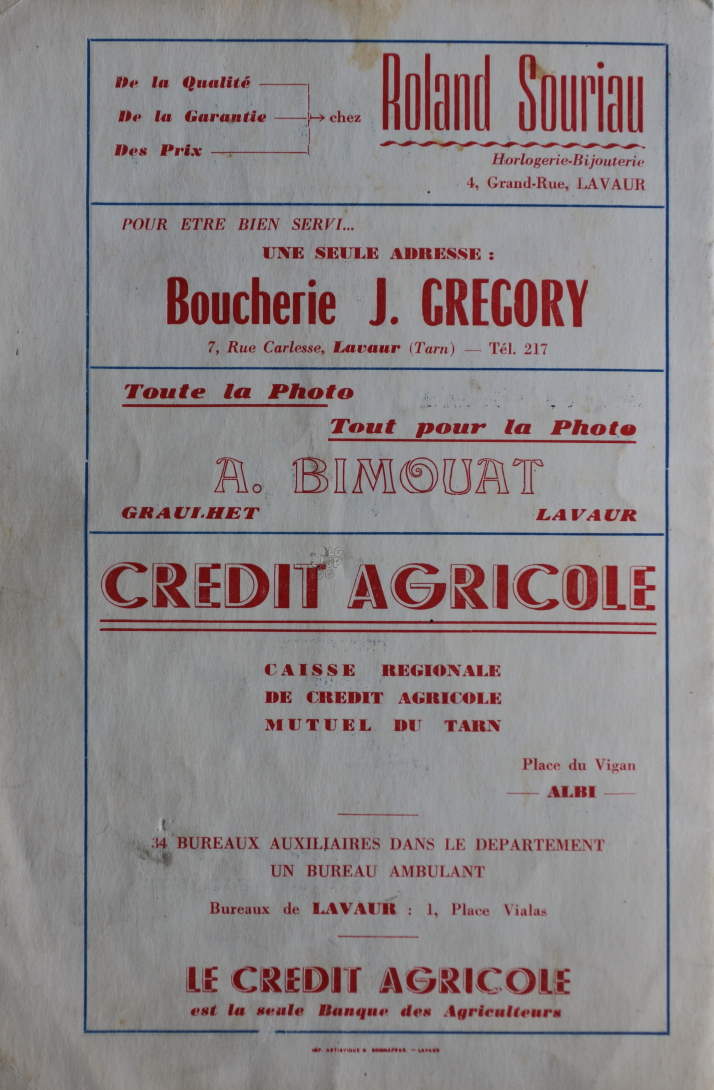 De la Qualité
De la Garantie
Des Prix
chez
Roland Souriau
Horlogerie-Bijouterie
4, Grand-Rue, LAVAUR
POUR ETRE BIEN SERVI...
UNE SEULE ADRESSE :
Boucherie J. GREGORY
7, Rue Carlesse, Lavaur (Tarn) — Tél. 217
Toute la Photo
Tout pour la Photo
A. BIMOUAT
GRAULHET LAVAUR
CREDIT AGRICOLE
CAISSE REGIONALE
DE CREDIT AGRICOLE
MUTUEL DU TARN
Place du Vigan
— ALBI —
34 BUREAUX AUXILIAIRES DANS LE DEPARTEMENT
UN BUREAU AMBULANT
Bureaux de LAVAUR : 1, Place Vialas
LE CREDIT AGRICOLE
est la seule Banque des Agriculteurs
IMP. ARTISTIQUE — LAVAUR